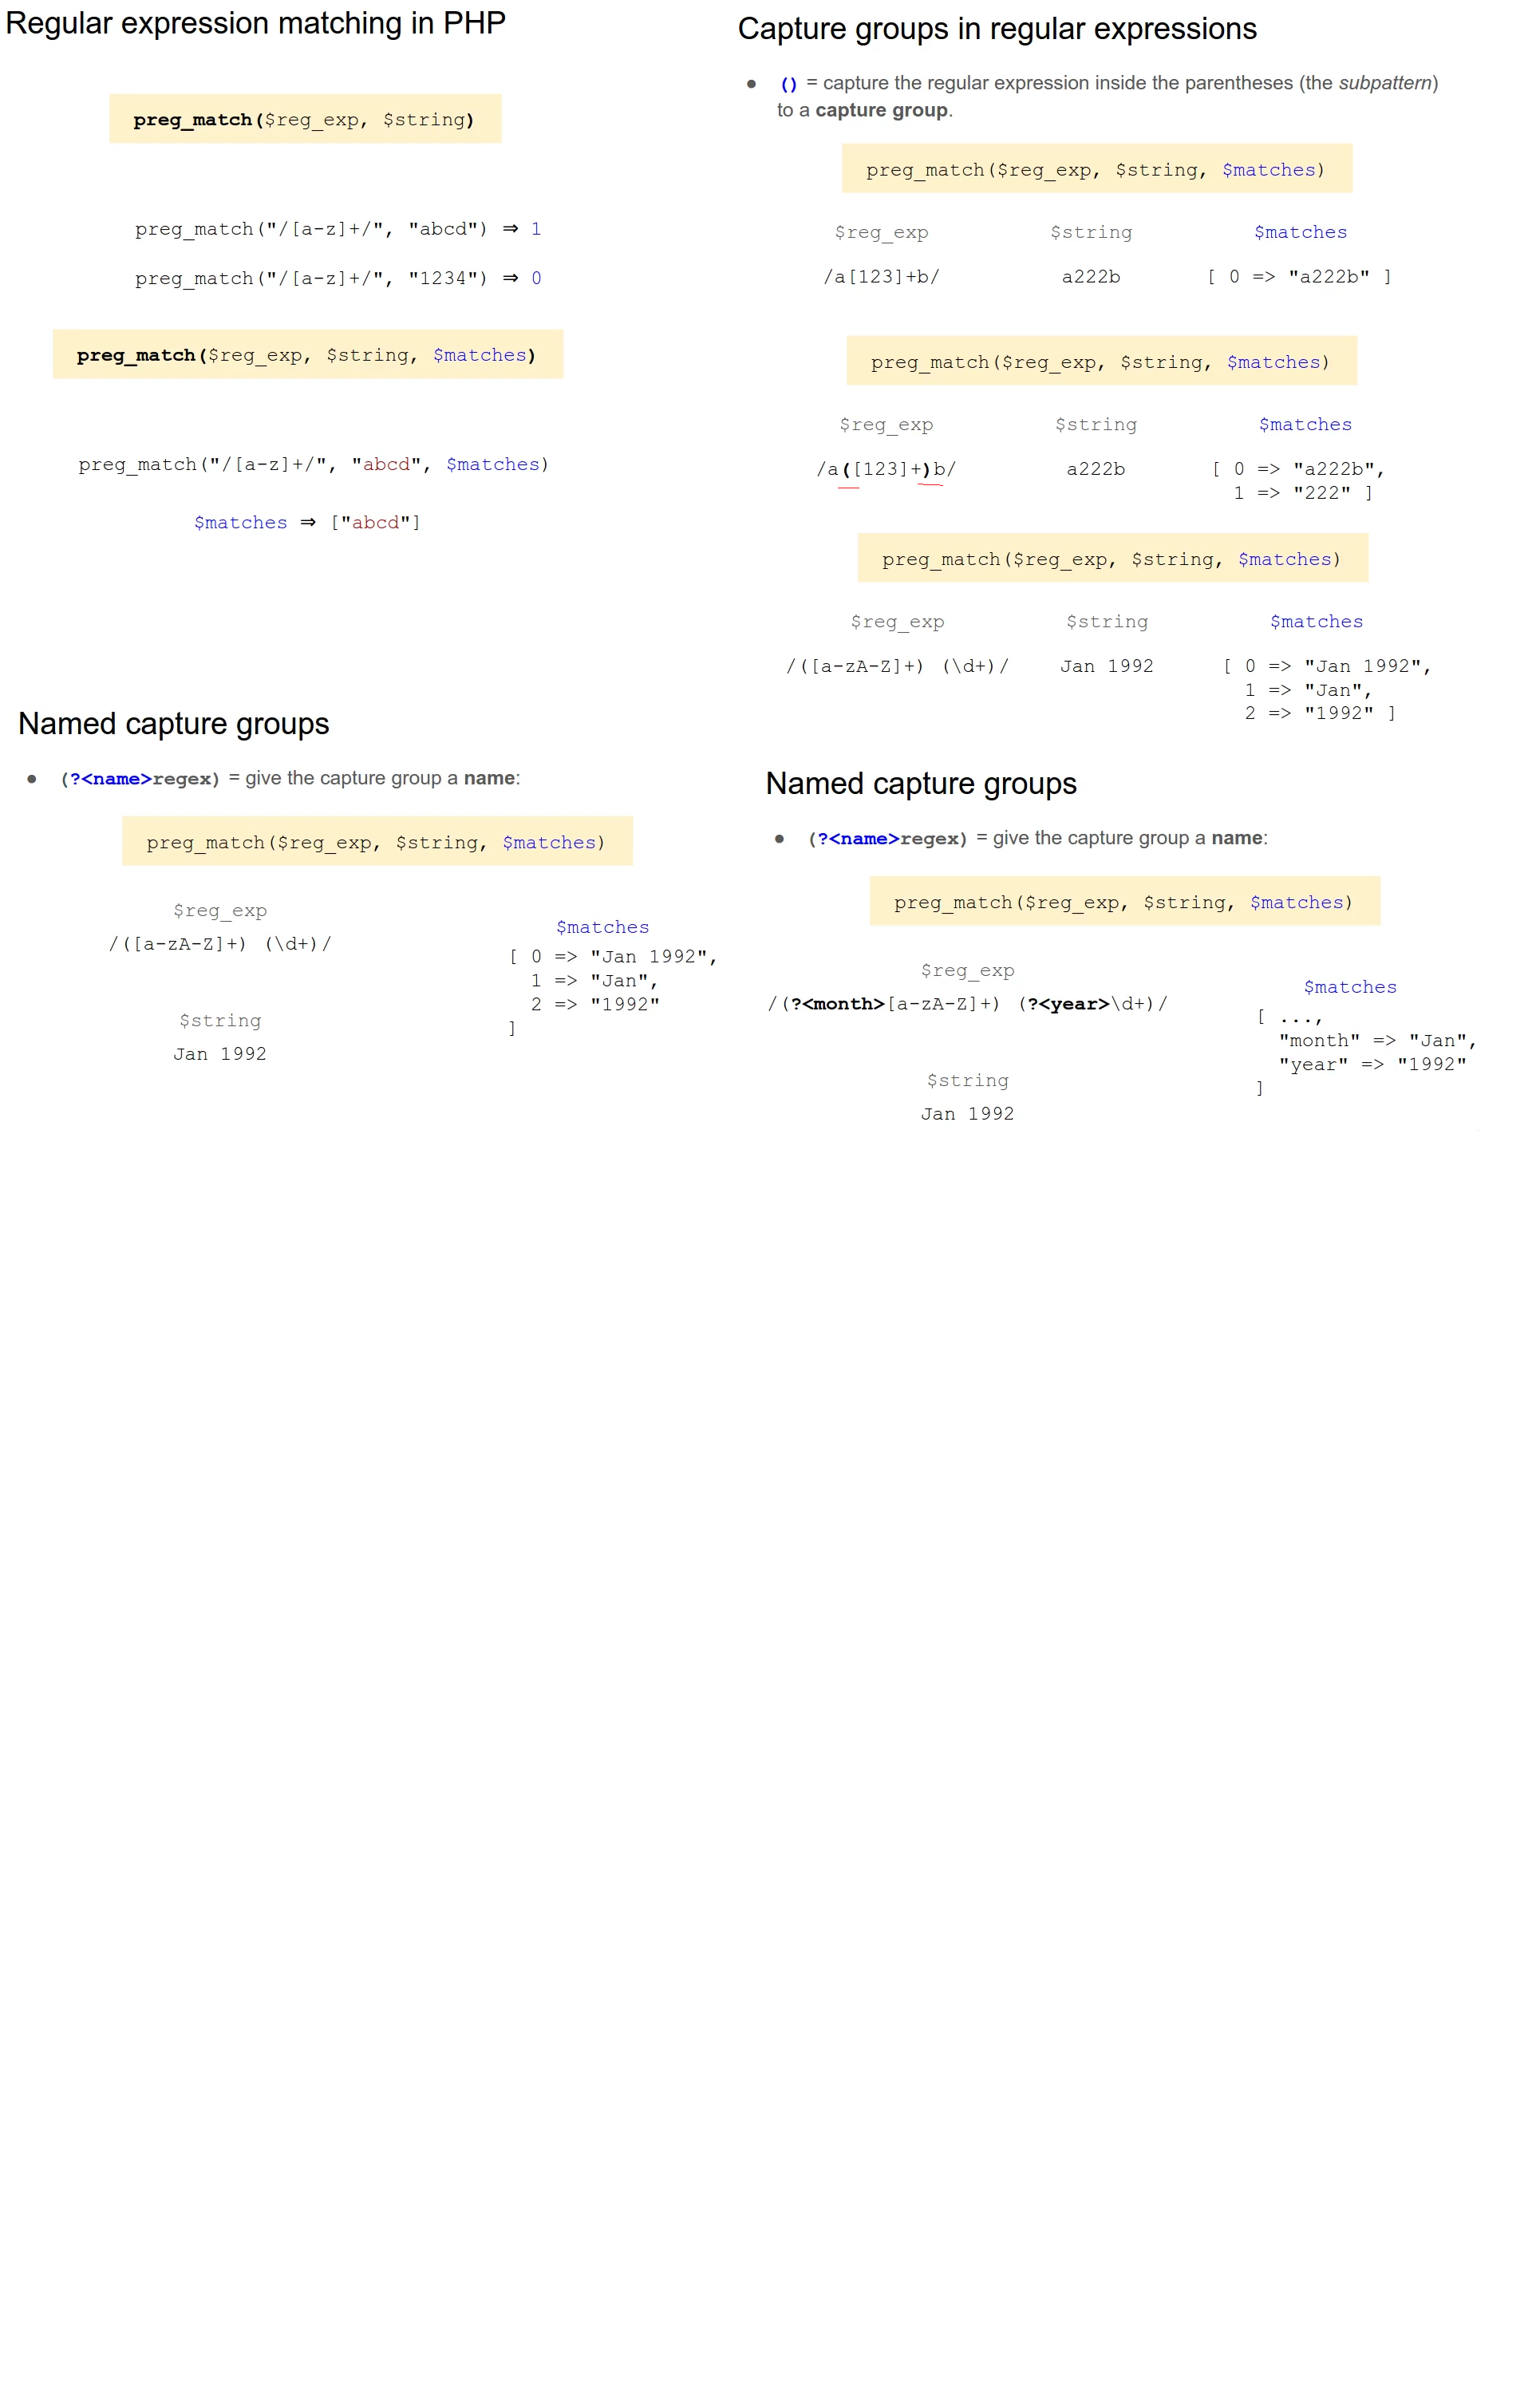 Regular expression matching in PHP
preg_match($reg_exp, $string)
preg_match("/[a-z]+/", "abcd") ⇒ 1
preg_match("/[a-z]+/", "1234") ⇒ 0
preg_match($reg_exp, $string, $matches)
preg_match("/[a-z]+/", "abcd", $matches)
$matches ⇒ ["abcd"]
Capture groups in regular expressions
● () = capture the regular expression inside the parentheses (the subpattern)
to a capture group.
preg_match($reg_exp, $string, $matches)
$reg_exp $string $matches
/a[123]+b/ a222b [ 0 => "a222b" ]
preg_match($reg_exp, $string, $matches)
$reg_exp $string $matches
/a([123]+)b/ a222b [ 0 => "a222b",
1 => "222" ]
preg_match($reg_exp, $string, $matches)
$reg_exp $string $matches
/([a-zA-Z]+) (\d+)/ Jan 1992 [ 0 => "Jan 1992",
1 => "Jan",
2 => "1992" ]
Named capture groups
● (?<name>regex) = give the capture group a name:
preg_match($reg_exp, $string, $matches)
$reg_exp
/([a-zA-Z]+) (\d+)/
$string
Jan 1992
$matches
[ 0 => "Jan 1992",
1 => "Jan",
2 => "1992"
]
Named capture groups
● (?<name>regex) = give the capture group a name:
preg_match($reg_exp, $string, $matches)
$reg_exp
/(?<month>[a-zA-Z]+) (?<year>\d+)/
$string
Jan 1992
$matches
[ ...,
"month" => "Jan",
"year" => "1992"
]